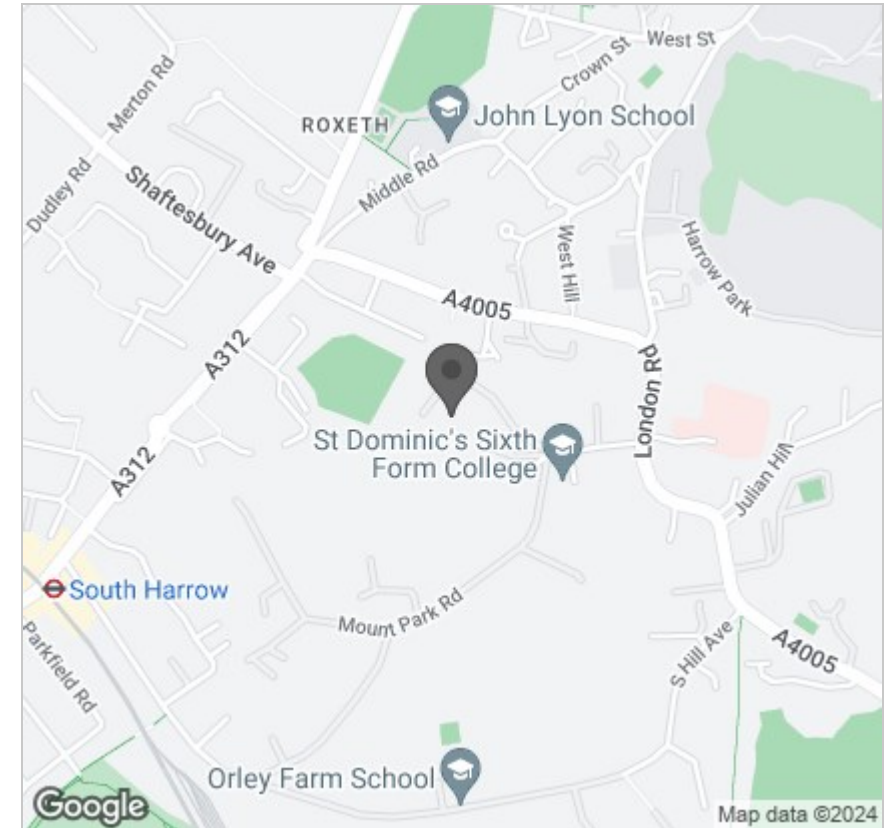 West St
Crown St
Merton Rd
ROXETH
John Lyon School
Middle Rd
Dudley Rd
Shaftesbury Ave
West Hill
Harrow Park
A4005
A312
London Rd
St Dominic's Sixth
Form College
A312
Julian Hill
South Harrow
Mount Park Rd
Parkfield Rd
S Hill Ave
A4005
Orley Farm School
Google
Map data ©2024